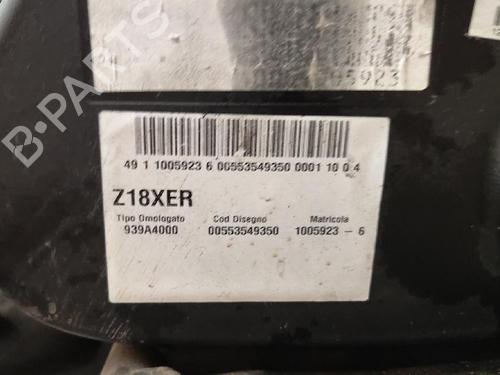 B-PARTS
05923
49 1 1005923 6 00553549350 00011 10 0 4
Z18XER
Tipo Omologato Cod Disegno Matricola
939A4000 00553549350 1005923 - 6